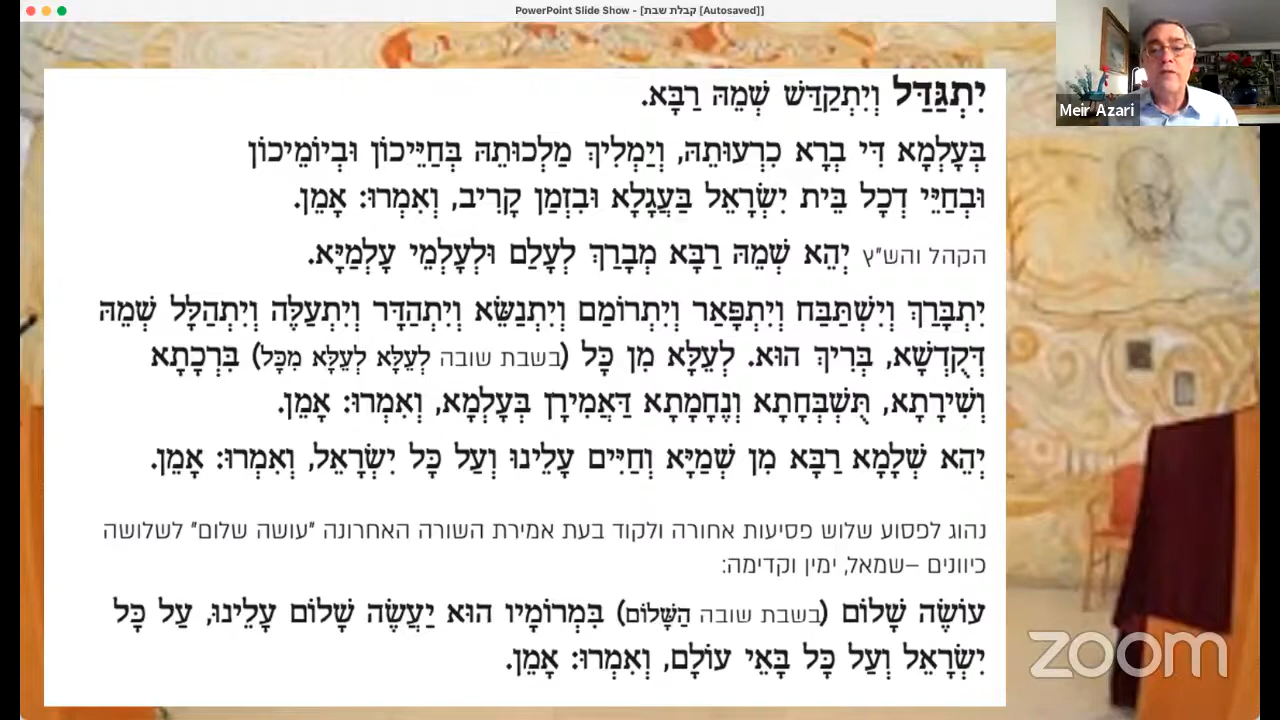 PowerPoint Slide Show - [קבלת שבת [Autosaved]]
Meir Azari
יִתְגַּדַּל וְיִתְקַדַּשׁ שְׁמֵהּ רַבָּא.
בְּעָלְמָא דִּי בְרָא כִרְעוּתֵהּ, וְיַמְלִיךְ מַלְכוּתֵהּ בְּחַיֵּיכוֹן וּבְיוֹמֵיכוֹן
וּבְחַיֵּי דְכָל בֵּית יִשְׂרָאֵל בַּעֲגָלָא וּבִזְמַן קָרִיב, וְאִמְרוּ: אָמֵן.
הקהל והש"ץ יְהֵא שְׁמֵהּ רַבָּא מְבָרַךְ לְעָלַם וּלְעָלְמֵי עָלְמַיָּא.
יִתְבָּרַךְ וְיִשְׁתַּבַּח וְיִתְפָּאַר וְיִתְרוֹמַם וְיִתְנַשֵּׂא וְיִתְהַדָּר וְיִתְעַלֶּה וְיִתְהַלָּל שְׁמֵהּ
דְּקֻדְשָׁא, בְּרִיךְ הוּא. לְעֵלָּא מִן כָּל (בשבת שובה לְעֵלָּא לְעֵלָּא מִכָּל) בִּרְכָתָא
וְשִׁירָתָא, תֻּשְׁבְּחָתָא וְנֶחָמָתָא דַּאֲמִירָן בְּעָלְמָא, וְאִמְרוּ: אָמֵן.
יְהֵא שְׁלָמָא רַבָּא מִן שְׁמַיָּא וְחַיִּים עָלֵינוּ וְעַל כָּל יִשְׂרָאֵל, וְאִמְרוּ: אָמֵן.
נהוג לפסוע שלוש פסיעות אחורה ולקוד בעת אמירת השורה האחרונה "עושה שלום" לשלושה
כיוונים –שמאל, ימין וקדימה:
עוֹשֶׂה שָׁלוֹם (בשבת שובה הַשָּׁלוֹם) בִּמְרוֹמָיו הוּא יַעֲשֶׂה שָׁלוֹם עָלֵינוּ, עַל כָּל
יִשְׂרָאֵל וְעַל כָּל בָּאֵי עוֹלָם, וְאִמְרוּ: אָמֵן.
zoom